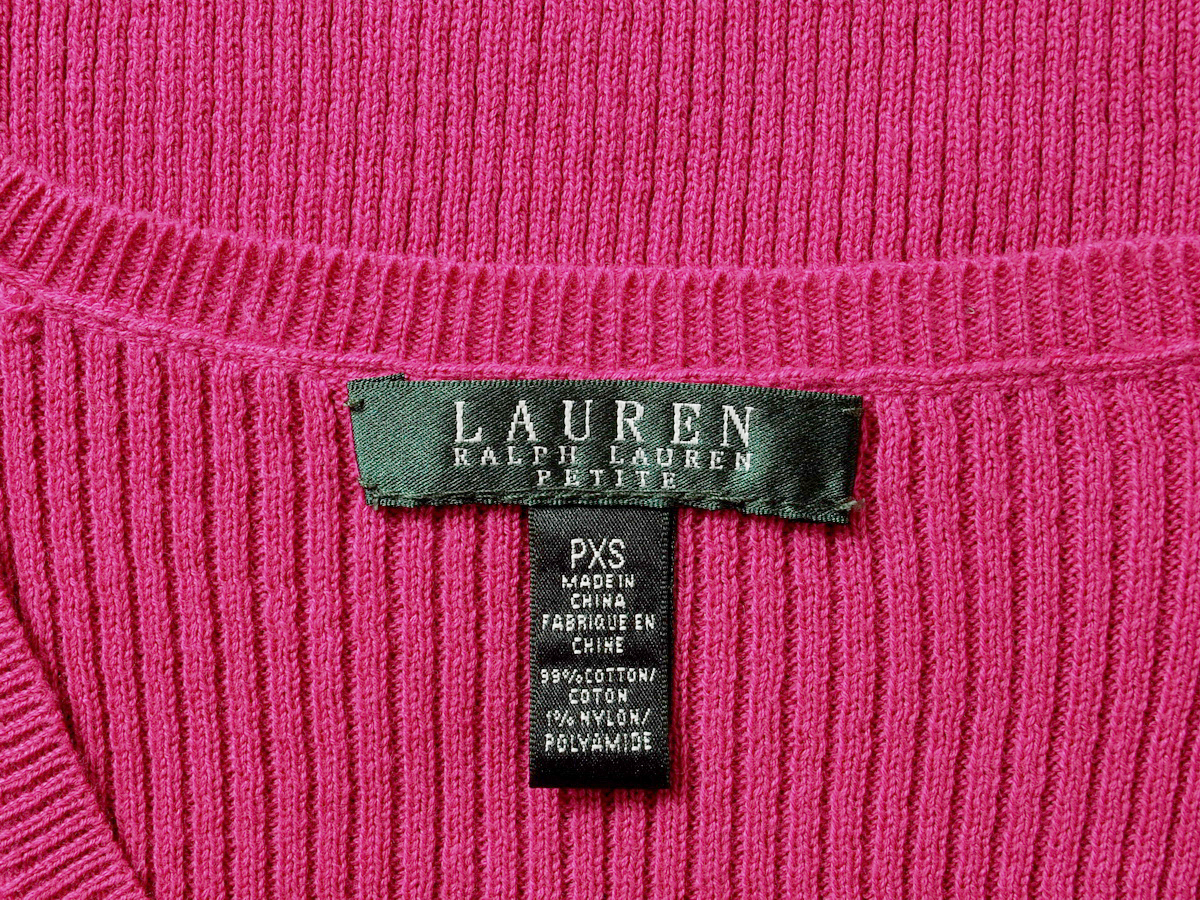 LAUREN
RALPH LAUREN
PETITE
PXS
MADE IN
CHINA
FABRIQUE EN
CHINE
99%COTTON/
COTON
1%NYLON/
POLYAMIDE